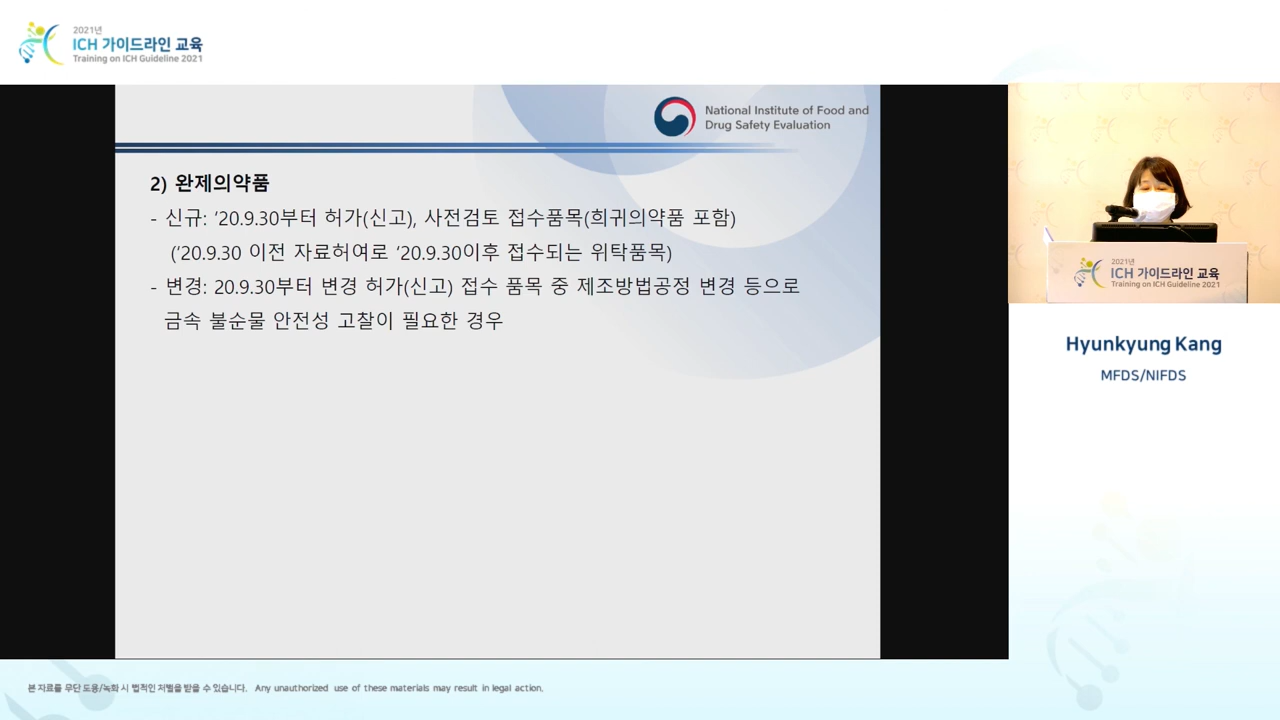 2021년
ICH 가이드라인 교육
Training on ICH Guideline 2021
National Institute of Food and
Drug Safety Evaluation
2) 완제의약품
- 신규: ’20.9.30부터 허가(신고), 사전검토 접수품목(희귀의약품 포함)
(‘20.9.30 이전 자료허여로 ‘20.9.30이후 접수되는 위탁품목)
- 변경: 20.9.30부터 변경 허가(신고) 접수 품목 중 제조방법공정 변경 등으로
금속 불순물 안전성 고찰이 필요한 경우
2021년
ICH 가이드라인 교육
Training on ICH Guideline 2021
Hyunkyung Kang
MFDS/NIFDS
본 자료를 무단 도용/녹화 시 법적인 처벌을 받을 수 있습니다. Any unauthorized use of these materials may result in legal action.